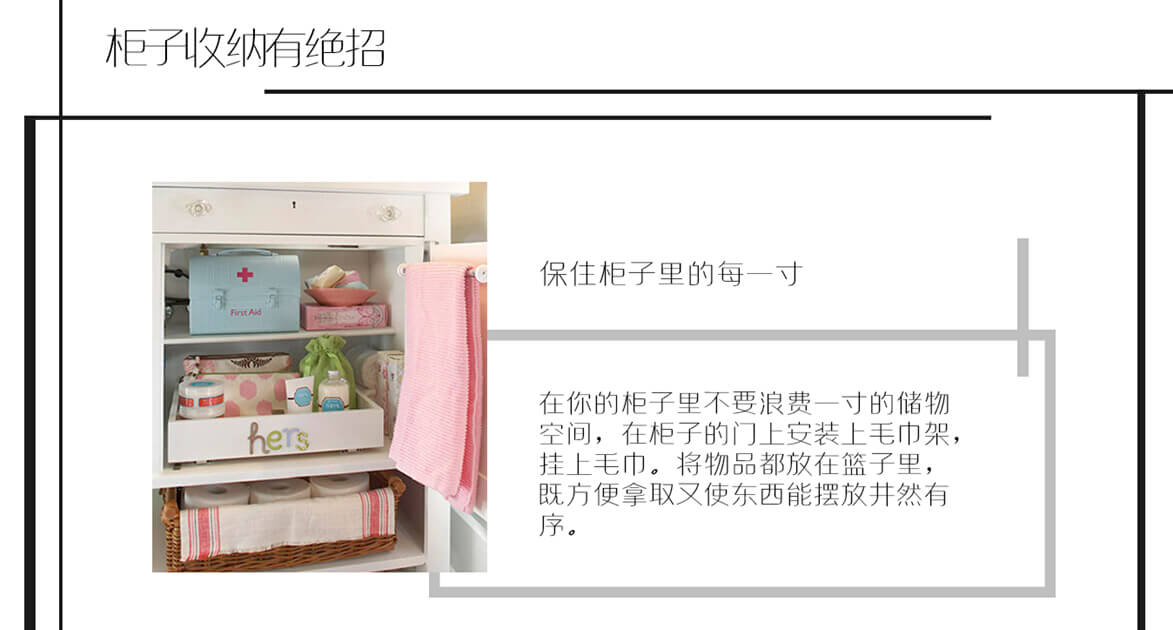 柜子收纳有绝招
First Aid
hers
保住柜子里的每一寸
在你的柜子里不要浪费一寸的储物
空间，在柜子的门上安装上毛巾架，
挂上毛巾。将物品都放在篮子里，
既方便拿取又使东西能摆放井然有
序。